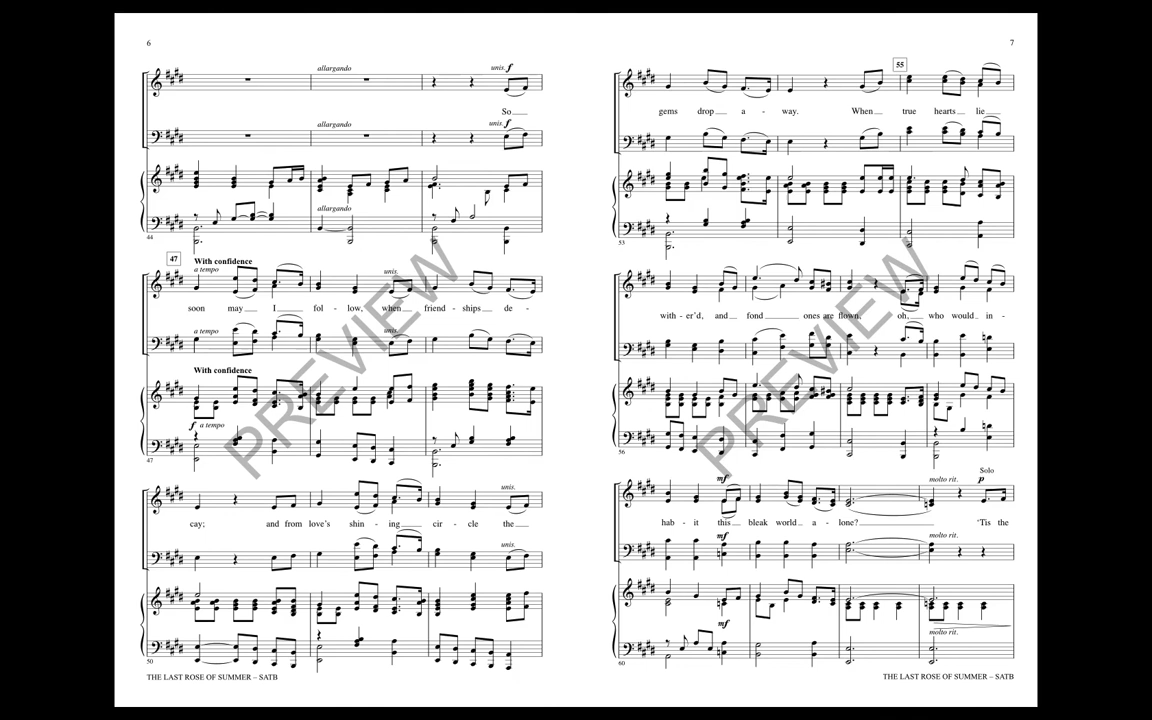 6
allargando
unis. f
So
allargando
unis. f
allargando
44
47
With confidence
a tempo
unis.
soon may I fol - low, when friend - ships de -
a tempo
unis.
With confidence
f a tempo
47
unis.
cay; and from love's shin - ing cir - cle the
unis.
50
THE LAST ROSE OF SUMMER – SATB
PREVIEW
7
55
gems drop a - way. When true hearts lie
53
with - er'd, and fond ones are flown, oh, who would in -
56
Solo
mf
molto rit.
p
hab - it this bleak world a - lone? 'Tis the
mf
molto rit.
mf
molto rit.
60
THE LAST ROSE OF SUMMER – SATB
PREVIEW